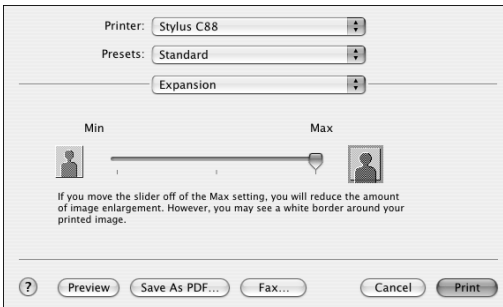 Printer: Stylus C88
Presets: Standard
Expansion
Min Max
If you move the slider off of the Max setting, you will reduce the amount
of image enlargement. However, you may see a white border around your
printed image.
? Preview Save As PDF... Fax... Cancel Print